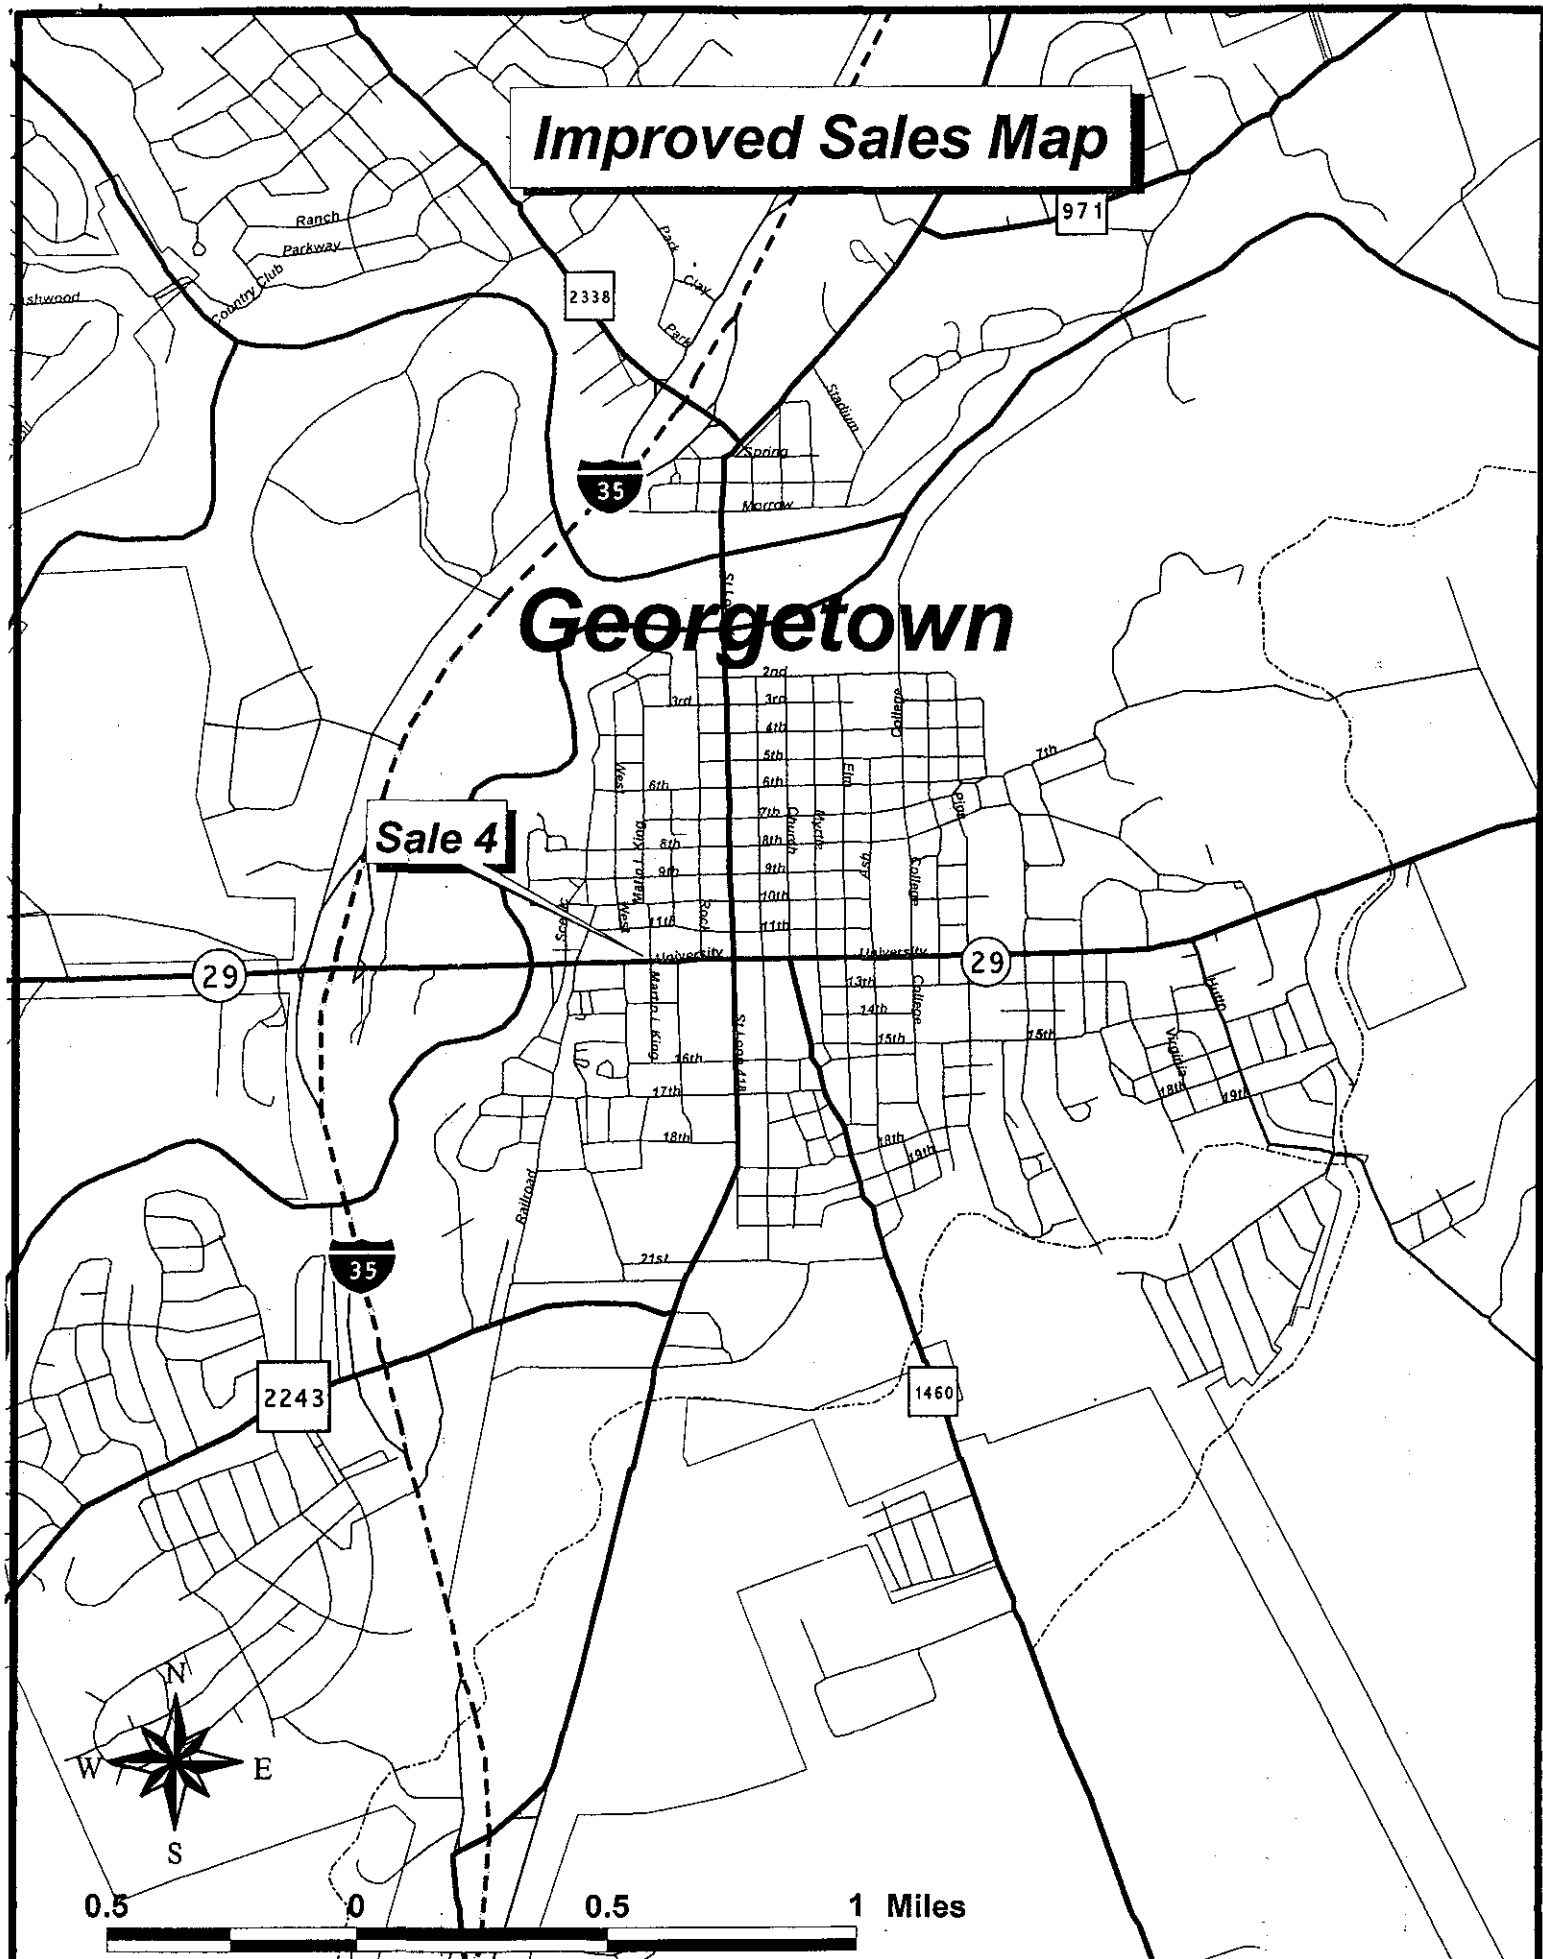 Improved Sales Map
971
Ranch
Parkway
Country Club
shwood
Park
Clay
Park
2338
Stadium
Spring
35
Morrow
Georgetown
2nd
3rd
3rd
College
4th
5th
7th
West
Elm
6th
6th
Pine
7th
Church
Myrtle
Sale 4
Martin L King
8th
8th
Ash
9th
9th
College
10th
West
Rock
11th
11th
University
University
29
29
13th
Martin L King
College
Hutto
14th
15th
15th
Virginia
16th
17th
18th
19th
18th
18th
19th
Railroad
21st
35
2243
1460
N
W
E
S
0.5 0 0.5 1 Miles